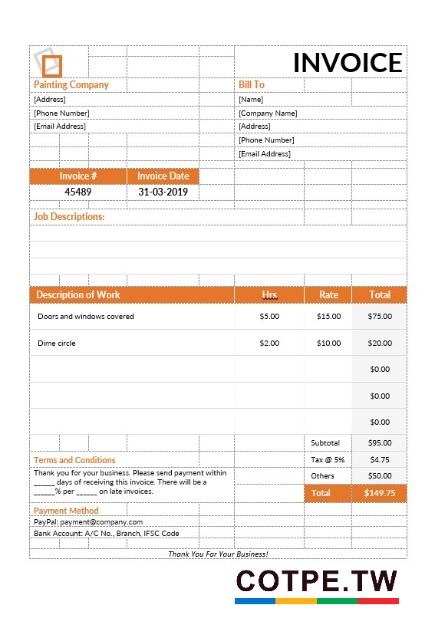 INVOICE
Painting Company
Bill To
[Address]
[Name]
[Phone Number]
[Company Name]
[Email Address]
[Address]
[Phone Number]
[Email Address]
Invoice # Invoice Date
45489 31-03-2019
Job Descriptions:
Description of Work Hrs Rate Total
Doors and windows covered $5.00 $15.00 $75.00
Dime circle $2.00 $10.00 $20.00
$0.00
$0.00
$0.00
Subtotal $95.00
Terms and Conditions
Tax @ 5% $4.75
Thank you for your business. Please send payment within
______ days of receiving this invoice. There will be a
______% per ______ on late invoices.
Others $50.00
Total $149.75
Payment Method
PayPal: payment@company.com
Bank Account: A/C No., Branch, IFSC Code
Thank You For Your Business!
COTPE.TW